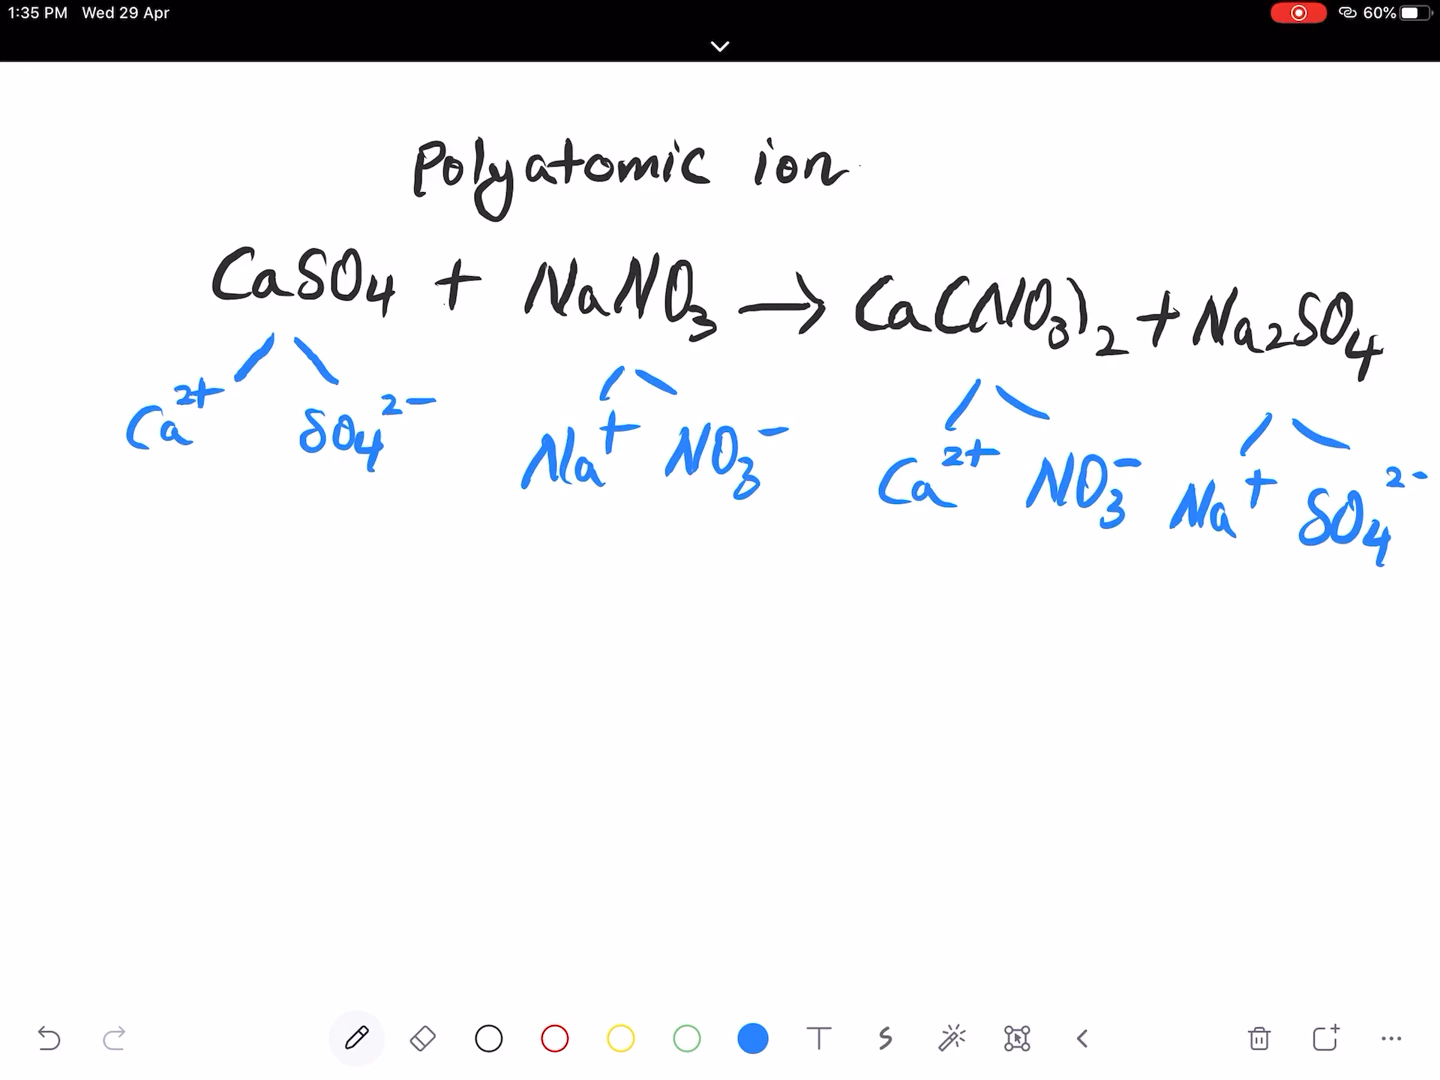 1:35 PM Wed 29 Apr 60%
Polyatomic ion
CaSO4 + NaNO3 → Ca(NO3)2 + Na2SO4
Ca²⁺ SO4²⁻ Na⁺ NO3⁻ Ca²⁺ NO3⁻ Na⁺ SO4²⁻
T